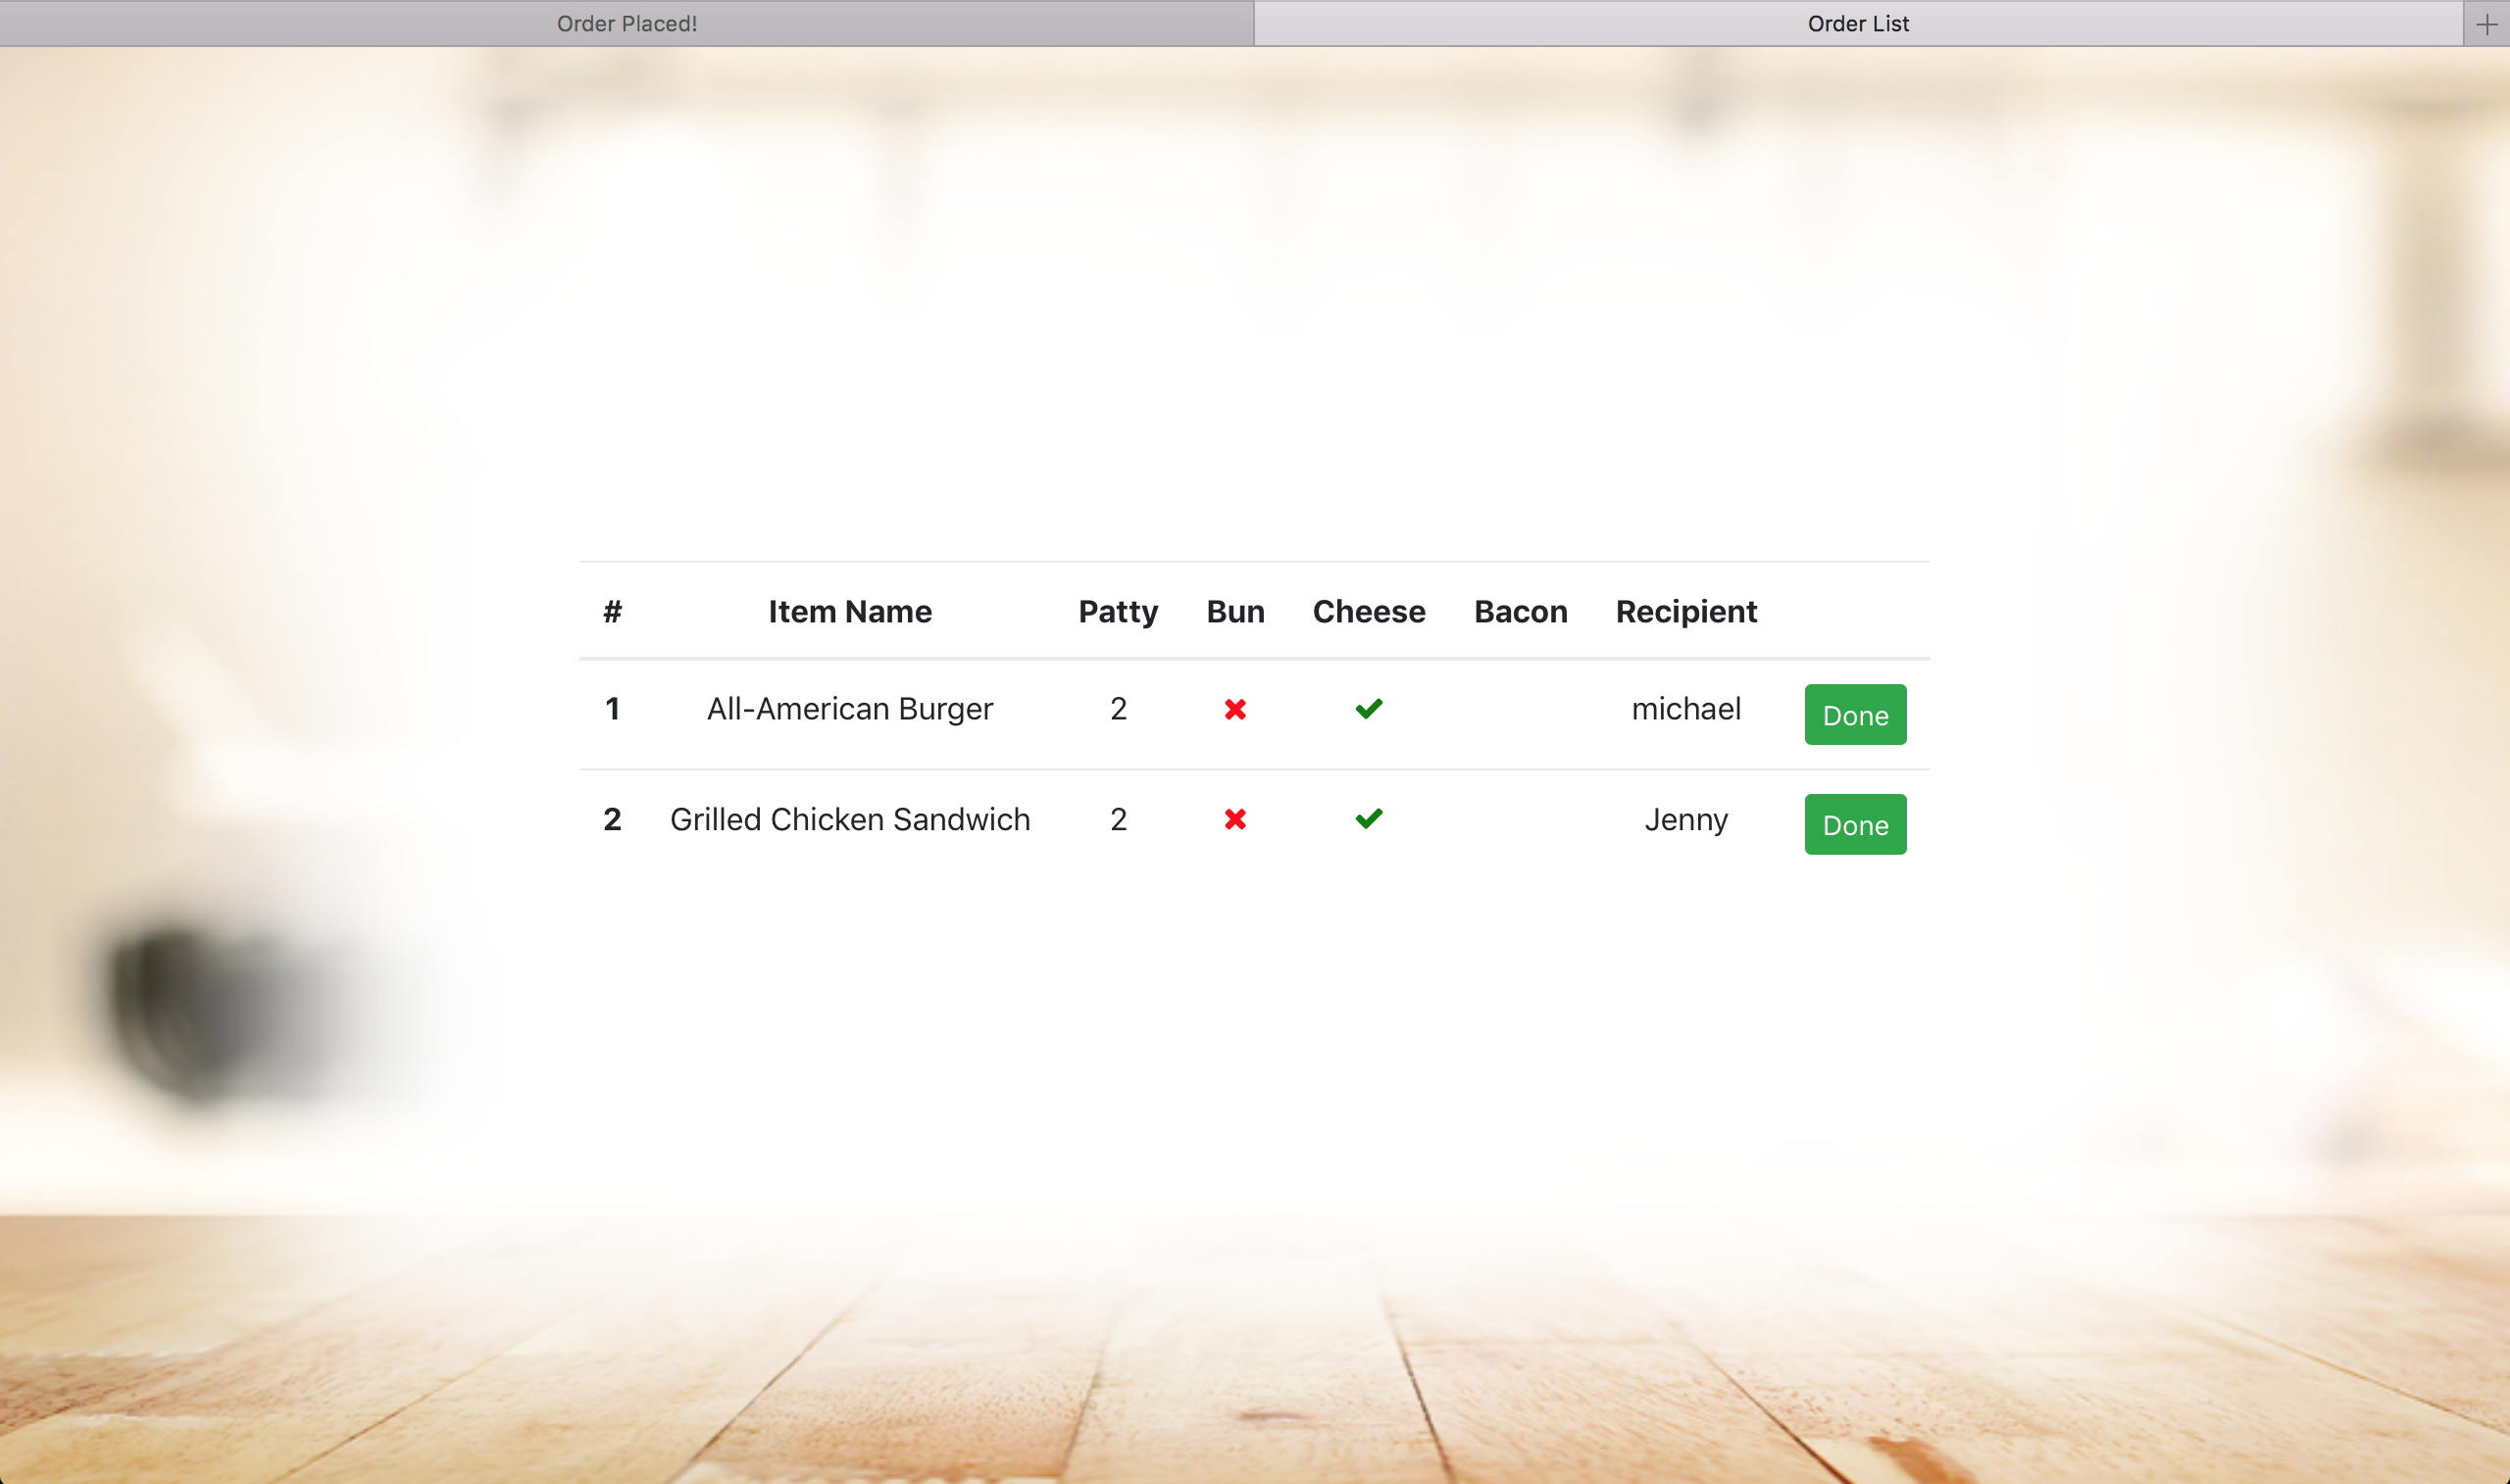 Order Placed! Order List
# Item Name Patty Bun Cheese Bacon Recipient
1 All-American Burger 2 ✖ ✔ michael Done
2 Grilled Chicken Sandwich 2 ✖ ✔ Jenny Done